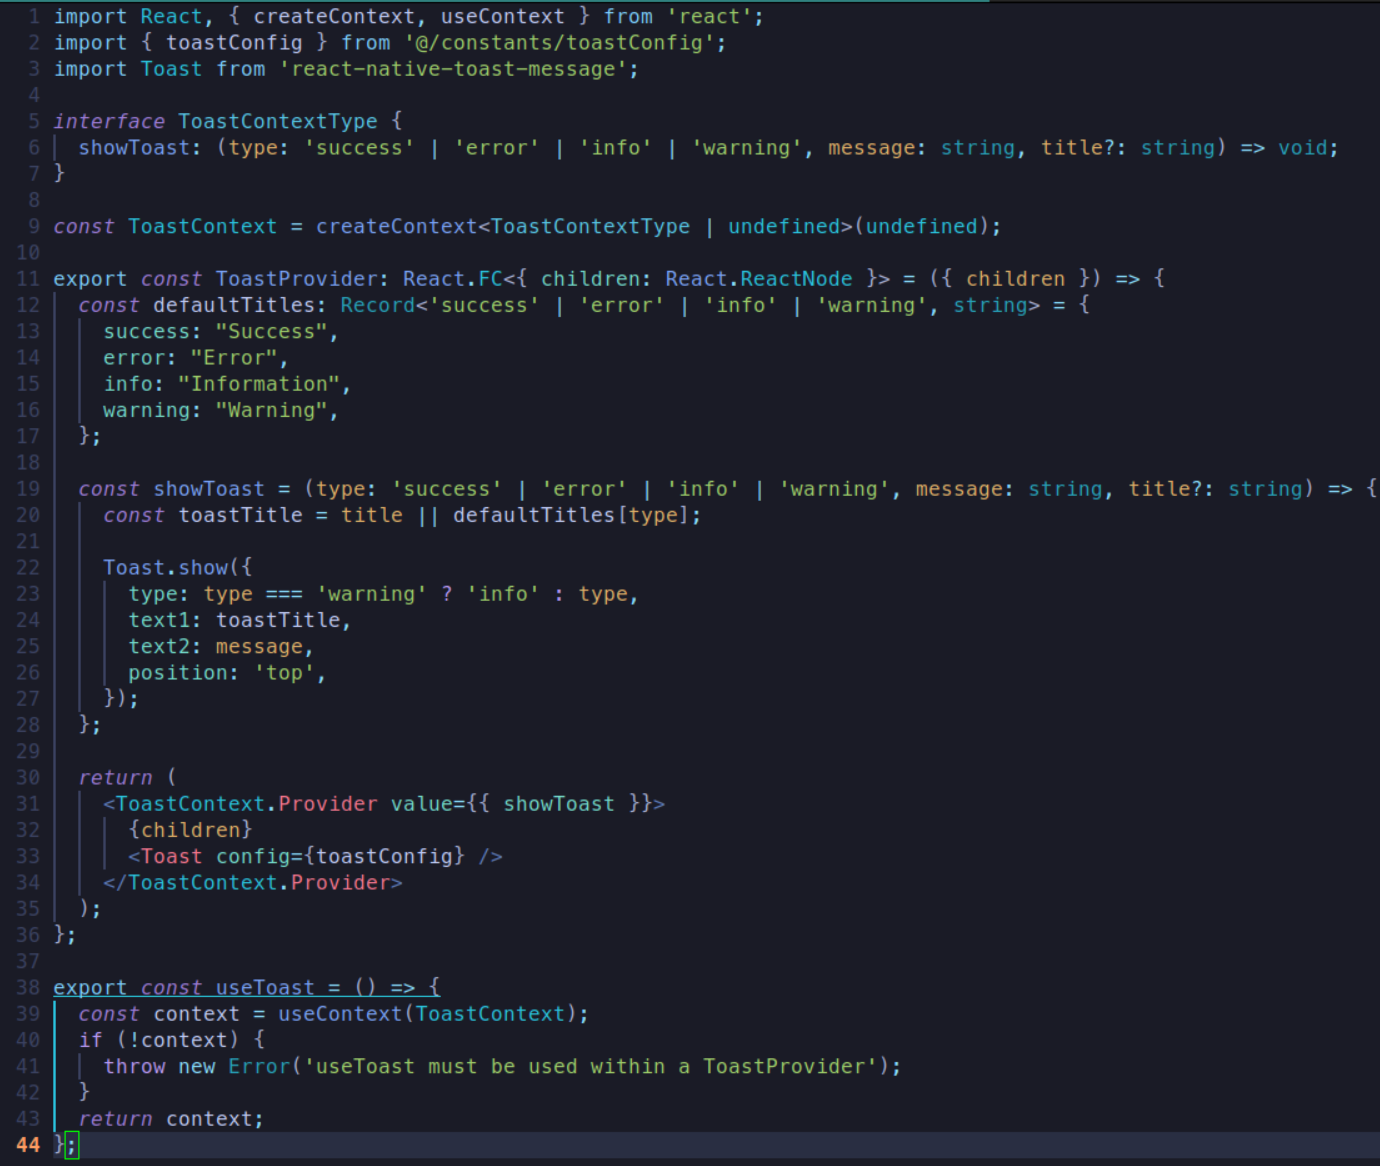 1 import React, { createContext, useContext } from 'react';
2 import { toastConfig } from '@/constants/toastConfig';
3 import Toast from 'react-native-toast-message';
4
5 interface ToastContextType {
6   showToast: (type: 'success' | 'error' | 'info' | 'warning', message: string, title?: string) => void;
7 }
8
9 const ToastContext = createContext<ToastContextType | undefined>(undefined);
10
11 export const ToastProvider: React.FC<{ children: React.ReactNode }> = ({ children }) => {
12   const defaultTitles: Record<'success' | 'error' | 'info' | 'warning', string> = {
13     success: "Success",
14     error: "Error",
15     info: "Information",
16     warning: "Warning",
17   };
18
19   const showToast = (type: 'success' | 'error' | 'info' | 'warning', message: string, title?: string) => {
20     const toastTitle = title || defaultTitles[type];
21
22     Toast.show({
23       type: type === 'warning' ? 'info' : type,
24       text1: toastTitle,
25       text2: message,
26       position: 'top',
27     });
28   };
29
30   return (
31     <ToastContext.Provider value={{ showToast }}>
32       {children}
33       <Toast config={toastConfig} />
34     </ToastContext.Provider>
35   );
36 };
37
38 export const useToast = () => {
39   const context = useContext(ToastContext);
40   if (!context) {
41     throw new Error('useToast must be used within a ToastProvider');
42   }
43   return context;
44 };